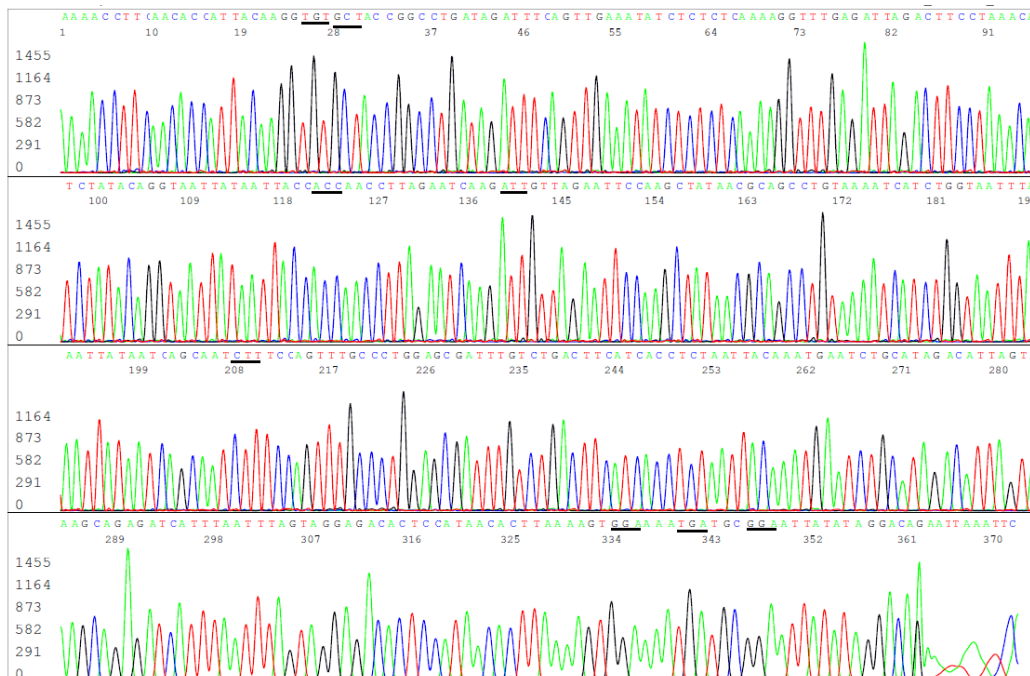 AAAACCTTCAACACCATTACAAGGTGTGCTACCGGCCTGATAGATTTCAGTTGAAATATCTCTCTCAAAAGGTTTGAGATTAGACTTCCTAAACA
1 10 19 28 37 46 55 64 73 82 91
1455
1164
873
582
291
0
TCTATACAGGTAATTATAATTACCACCAACCTTAGAATCAAGATTGTTAGAATTCCAAGCTATAACGCAGCCTGTAAAATCATCTGGTAATTTA
100 109 118 127 136 145 154 163 172 181 19
1455
1164
873
582
291
0
AATTATAATCAGCAATCTTTCCAGTTTGCCCTGGAGCGATTTGTCTGACTTCATCACCTCTAATTACAAATGAATCTGCATAGACATTAGT
199 208 217 226 235 244 253 262 271 280
1164
873
582
291
0
AAGCAGAGATCATTTAATTTAGTAGGAGACACTCCATAACACTTAAAAGTGGAAAATGATGCGGAATTATATAGGACAGAATTAAATTC
289 298 307 316 325 334 343 352 361 370
1455
1164
873
582
291
0